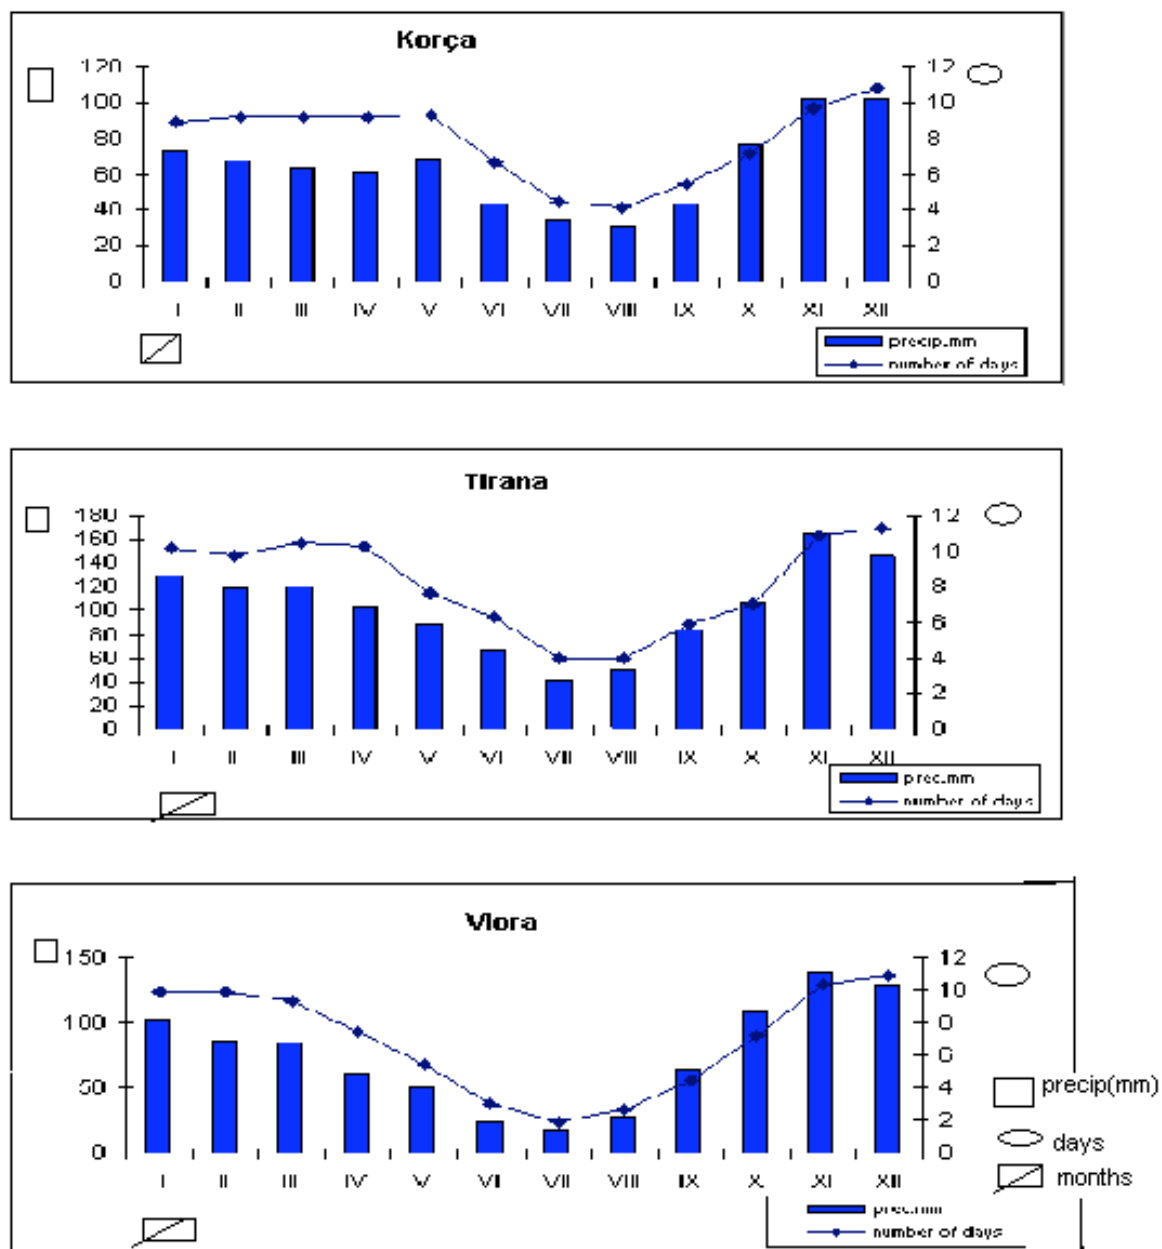 Korça
120 12
100 10
80 8
60 6
40 4
20 2
0 0
I II III IV V VI VII VIII IX X XI XII
precip.mm
number of days
Tirana
180 12
160
140 10
120 8
100
80 6
60 4
40
20 2
0 0
I II III IV V VI VII VIII IX X XI XII
prec.mm
number of days
Vlora
150 12
10
100 8
6
50 4
2
0 0
I II III IV V VI VII VIII IX X XI XII
precip(mm)
days
months
prec.mm
number of days